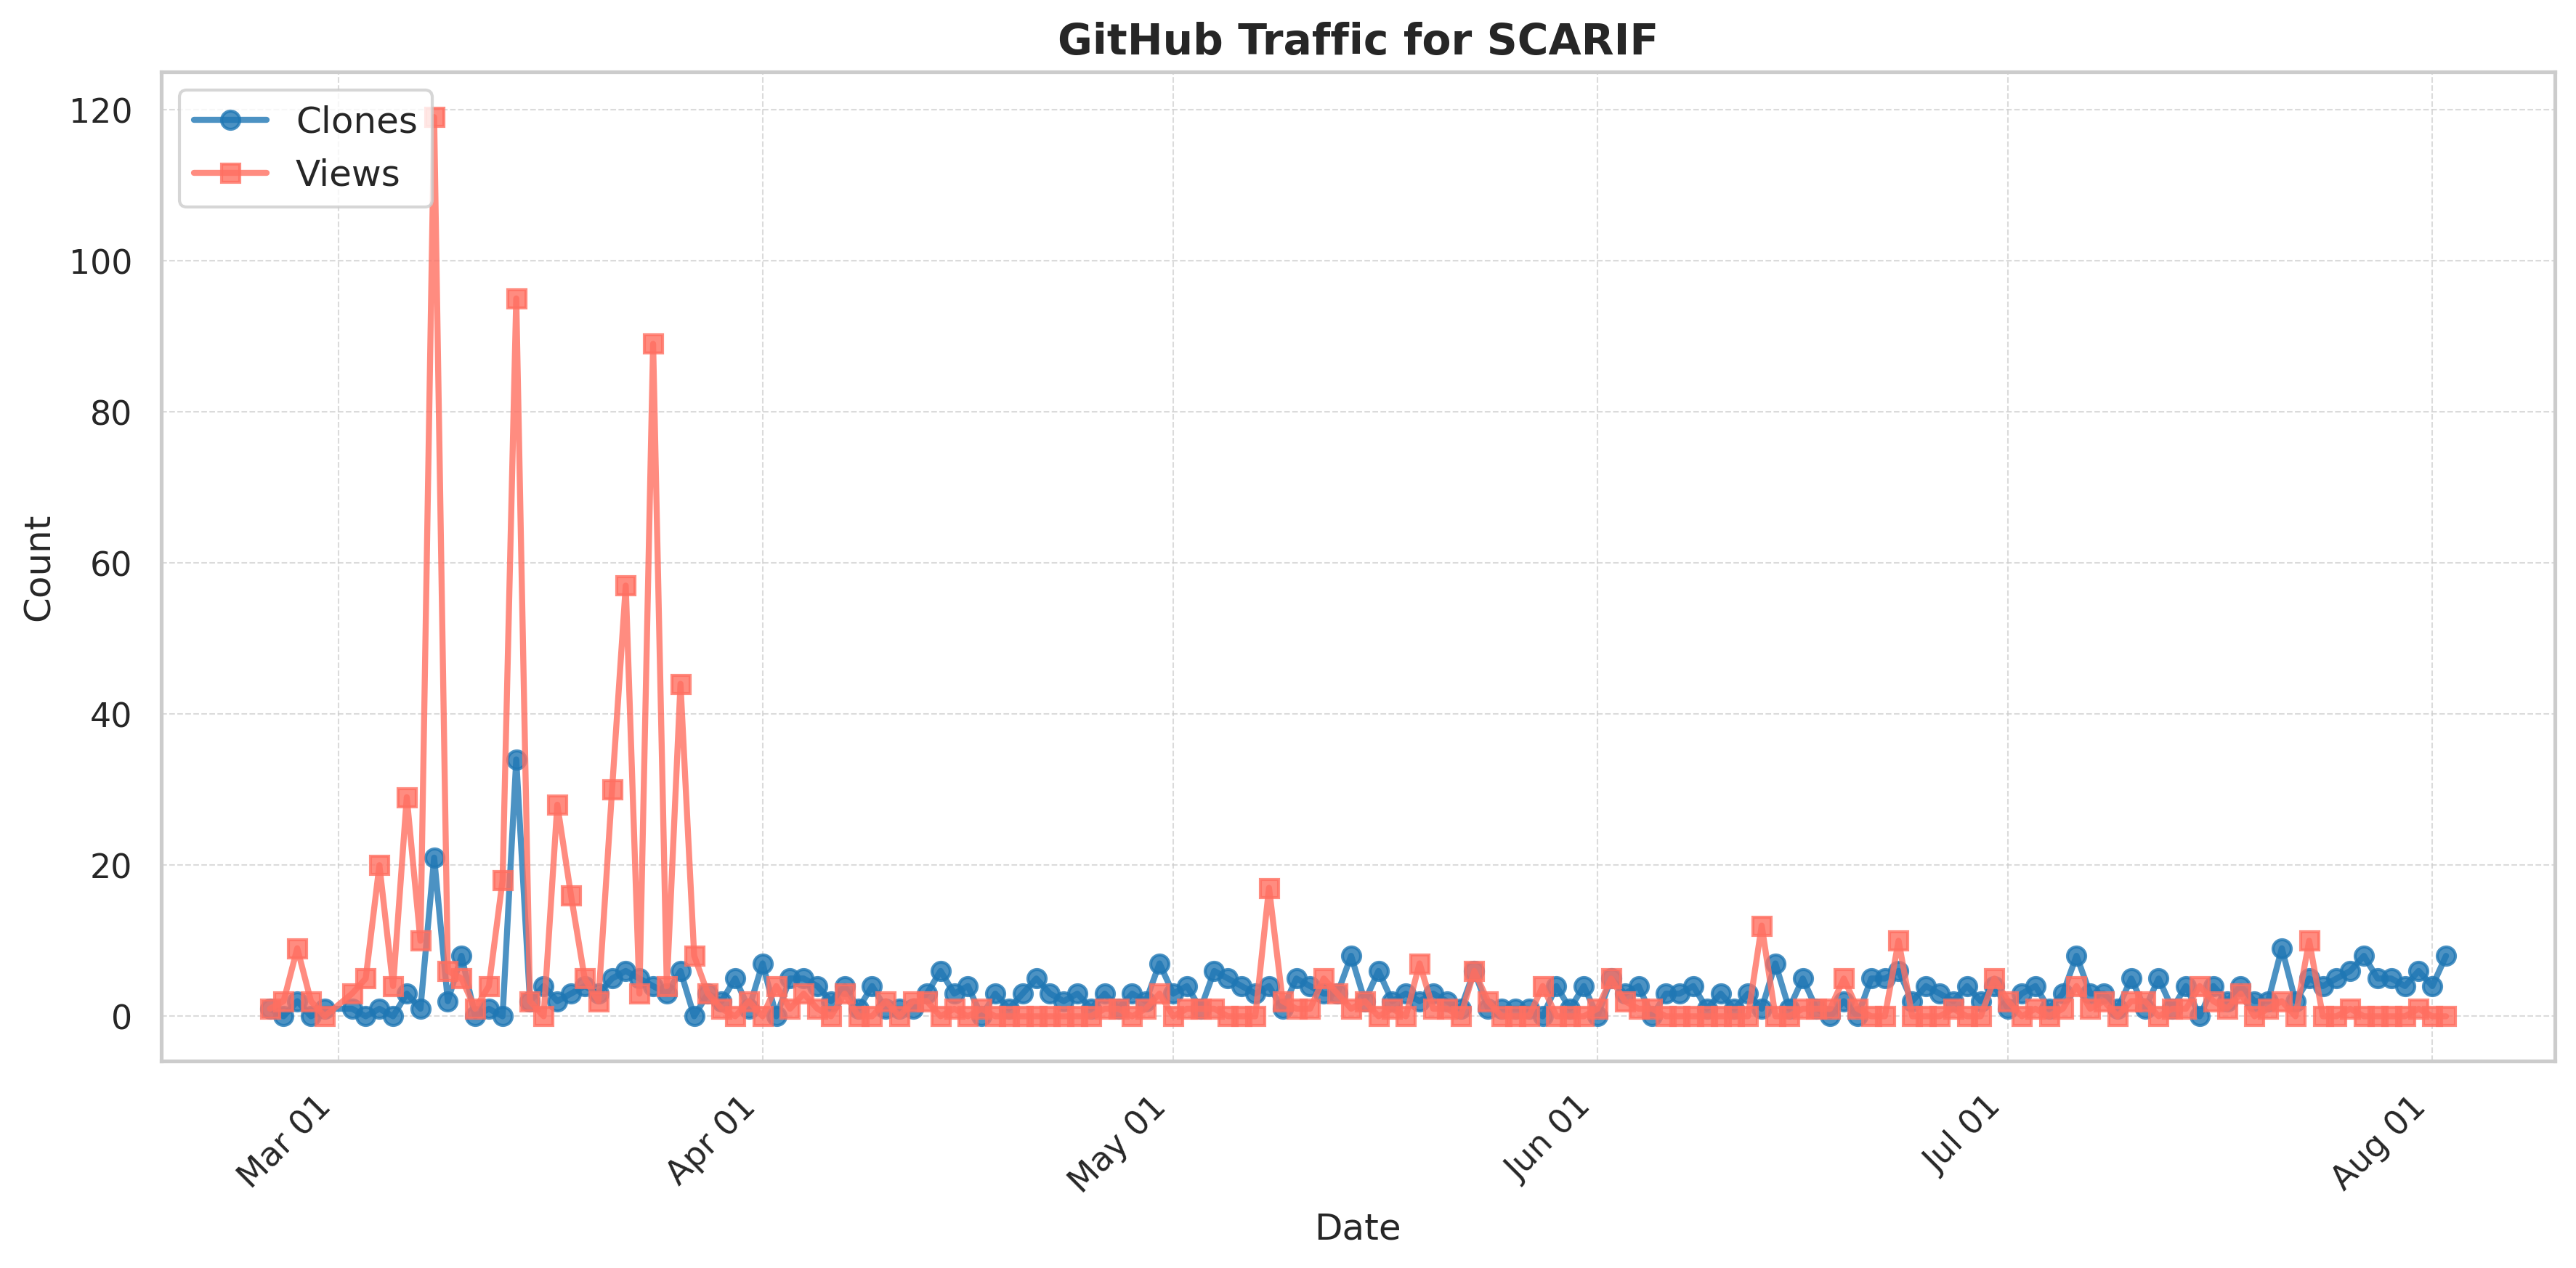 GitHub Traffic for SCARIF
Clones
Views
120
100
80
60
40
20
0
Count
Mar 01
Apr 01
May 01
Jun 01
Jul 01
Aug 01
Date